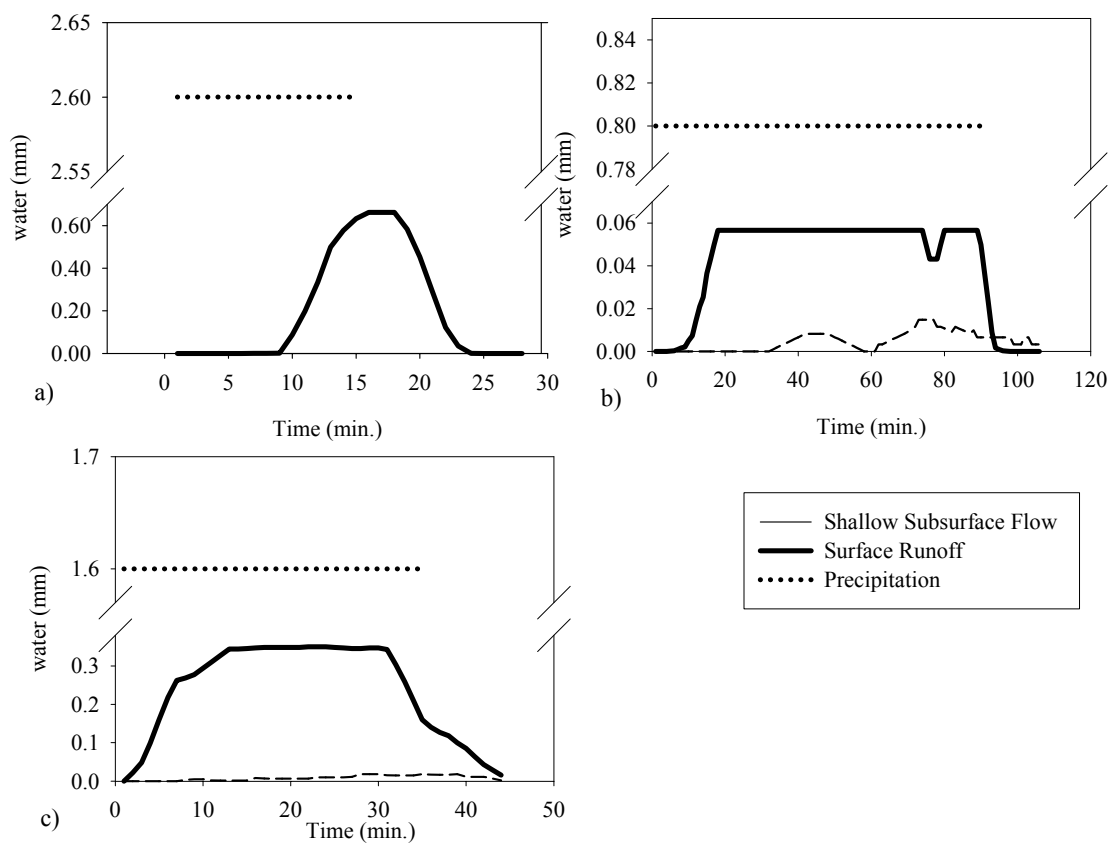 2.65
2.60
2.55
0.60
0.40
0.20
0.00
water (mm)
0 5 10 15 20 25 30
a)
Time (min.)
0.84
0.82
0.80
0.78
0.06
0.04
0.02
0.00
water (mm)
0 20 40 60 80 100 120
b)
Time (min.)
1.7
1.6
0.3
0.2
0.1
0.0
water (mm)
0 10 20 30 40 50
c)
Time (min.)
Shallow Subsurface Flow
Surface Runoff
Precipitation